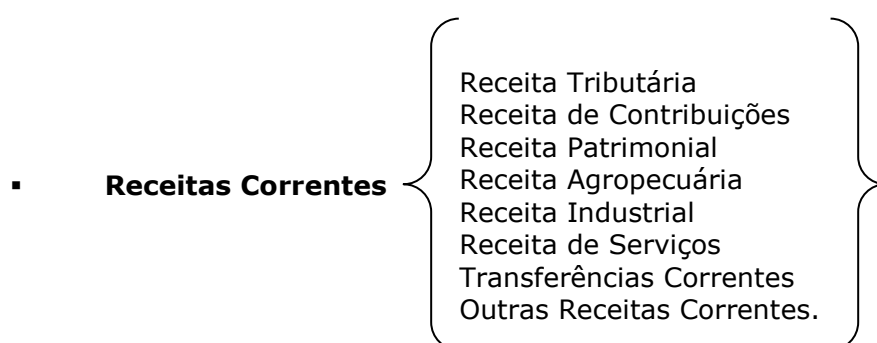 ▪ Receitas Correntes
Receita Tributária
Receita de Contribuições
Receita Patrimonial
Receita Agropecuária
Receita Industrial
Receita de Serviços
Transferências Correntes
Outras Receitas Correntes.